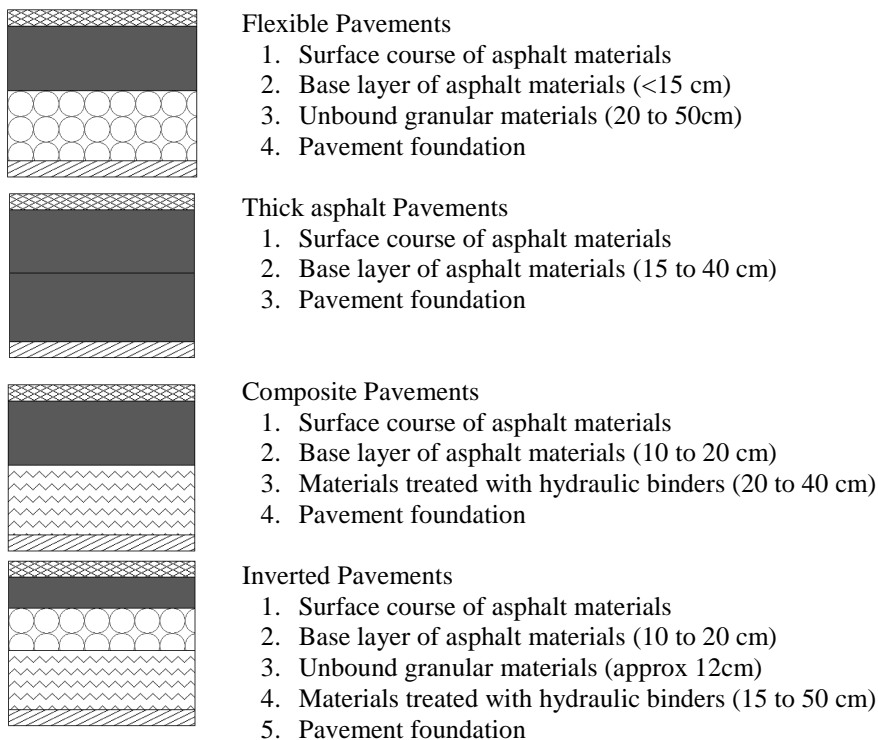 Flexible Pavements
1. Surface course of asphalt materials
2. Base layer of asphalt materials (<15 cm)
3. Unbound granular materials (20 to 50cm)
4. Pavement foundation
Thick asphalt Pavements
1. Surface course of asphalt materials
2. Base layer of asphalt materials (15 to 40 cm)
3. Pavement foundation
Composite Pavements
1. Surface course of asphalt materials
2. Base layer of asphalt materials (10 to 20 cm)
3. Materials treated with hydraulic binders (20 to 40 cm)
4. Pavement foundation
Inverted Pavements
1. Surface course of asphalt materials
2. Base layer of asphalt materials (10 to 20 cm)
3. Unbound granular materials (approx 12cm)
4. Materials treated with hydraulic binders (15 to 50 cm)
5. Pavement foundation